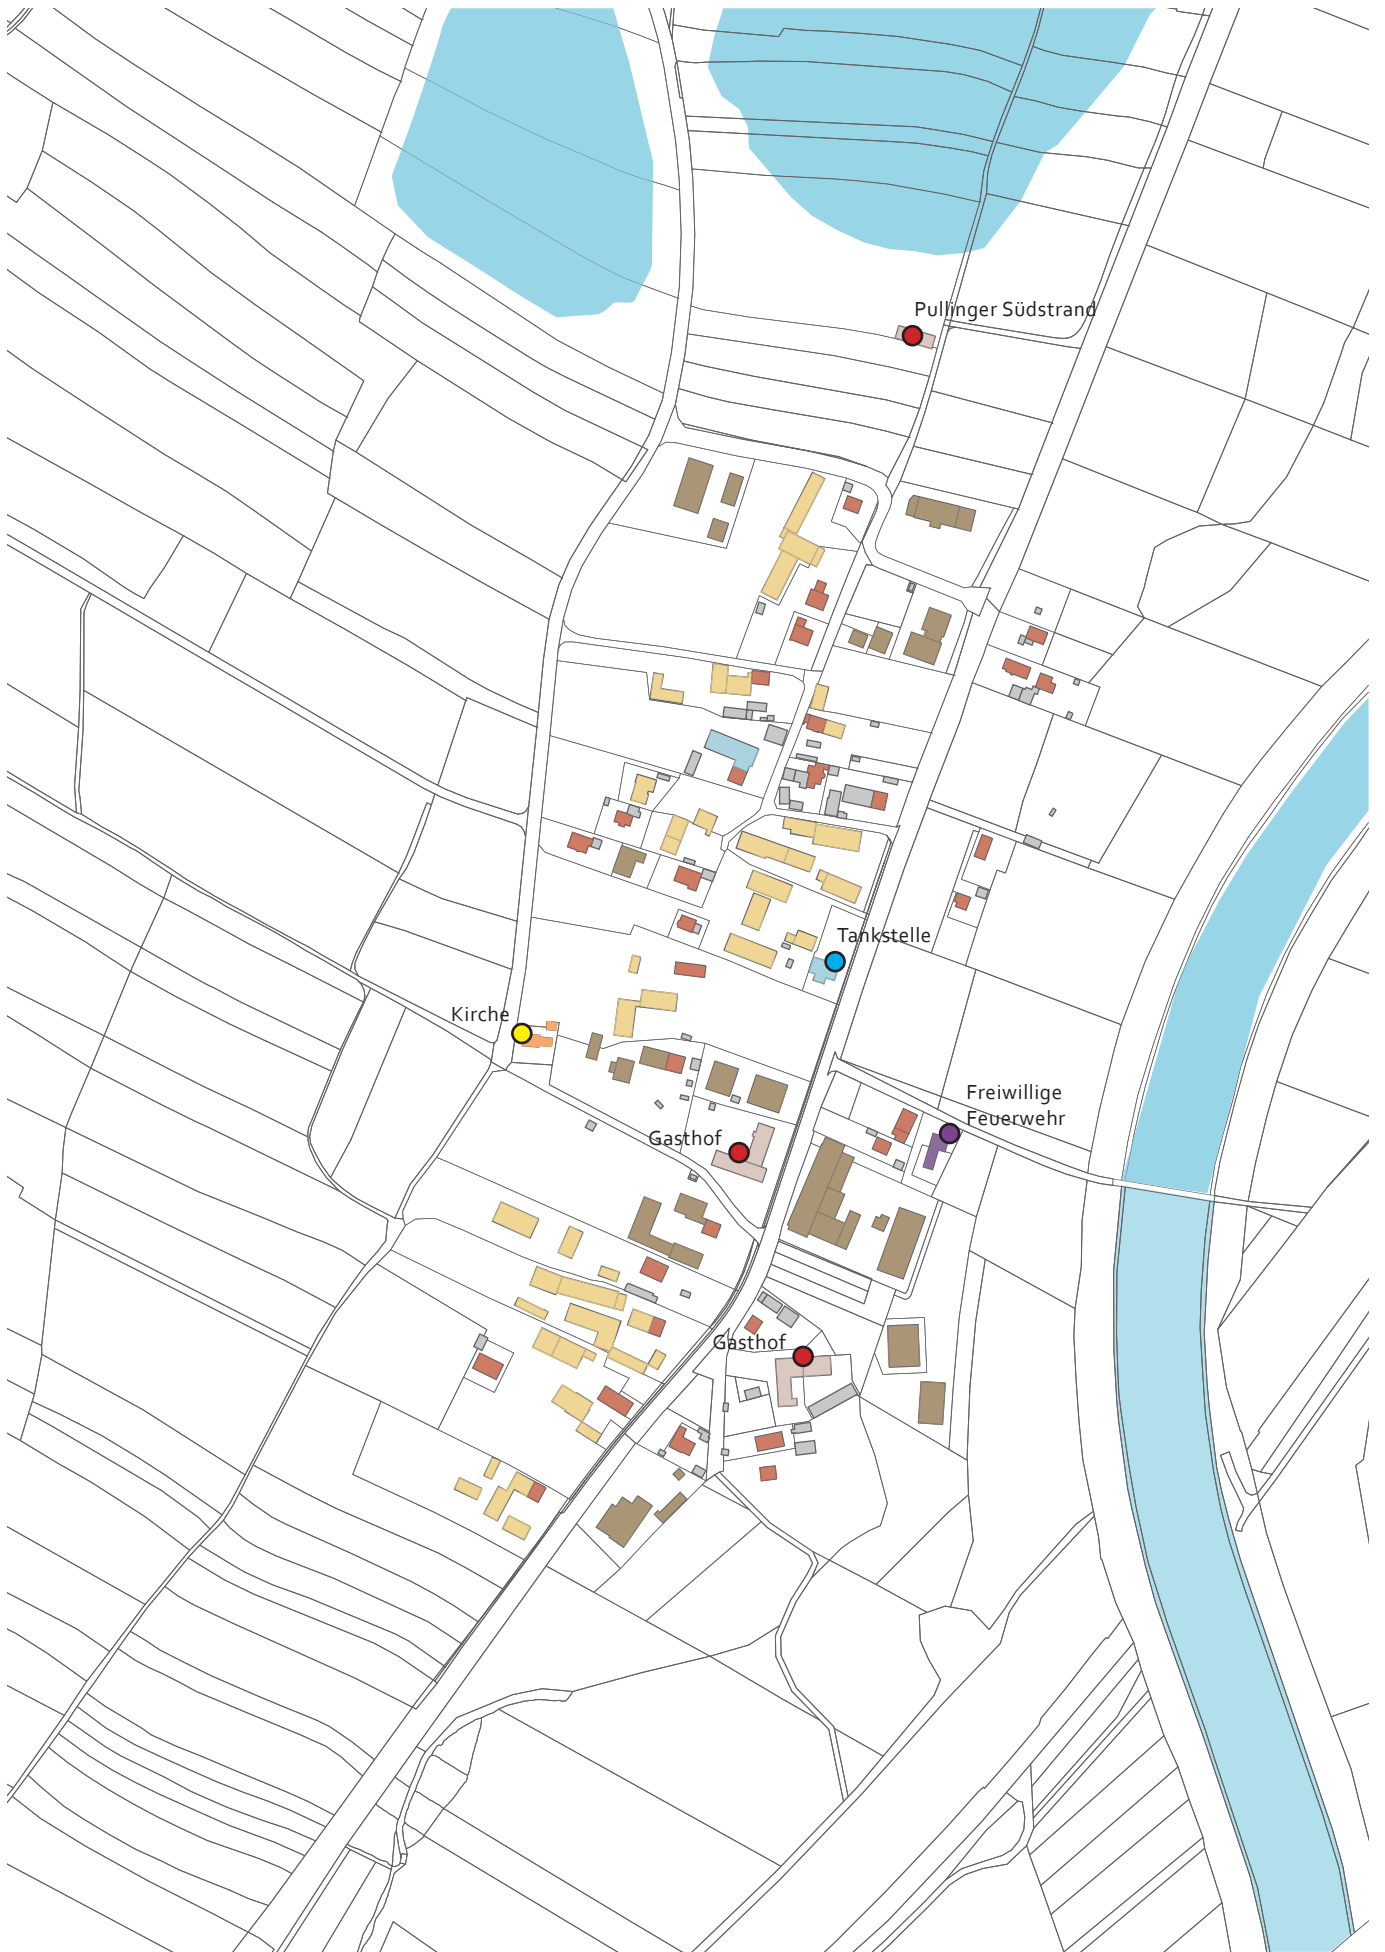 Pullinger Südstrand
Tankstelle
Kirche
Freiwillige
Feuerwehr
Gasthof
Gasthof